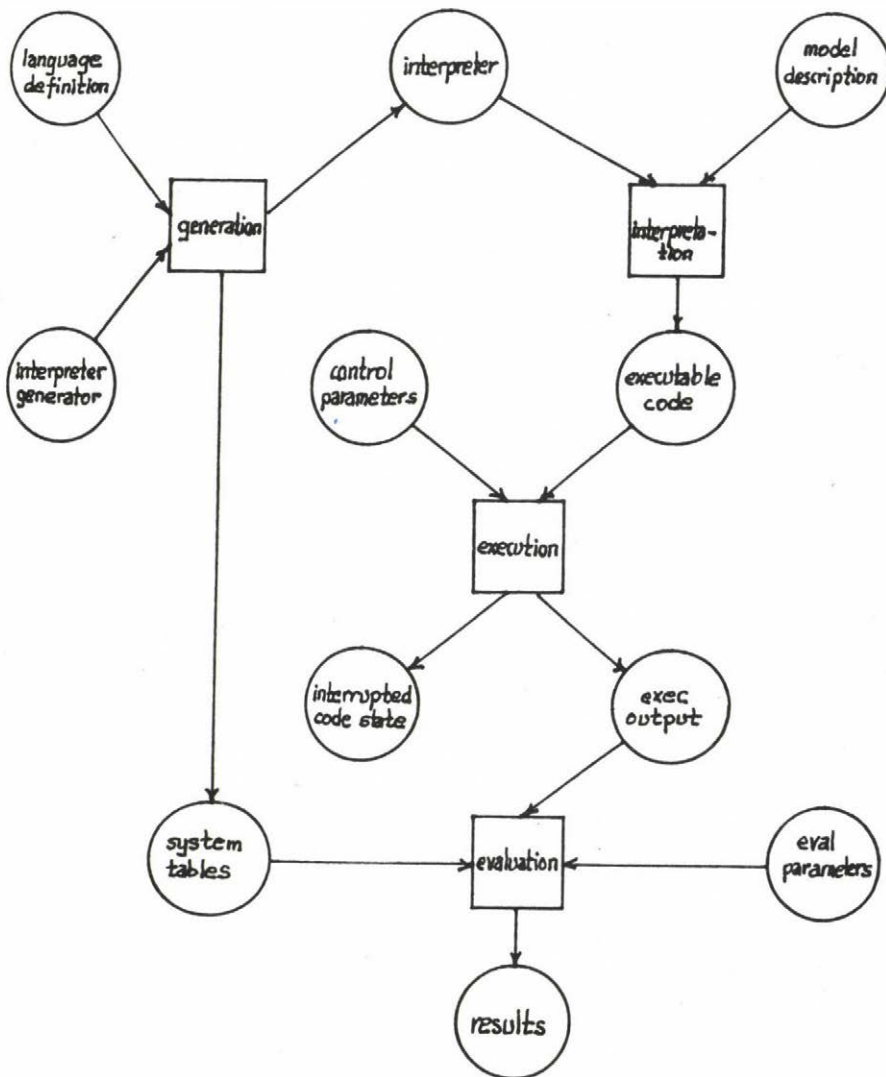 language
definition
interpreter
model
description
generation
interpreta-
tion
interpreter
generator
control
parameters
executable
code
execution
interrupted
code state
exec
output
system
tables
evaluation
eval
parameters
results